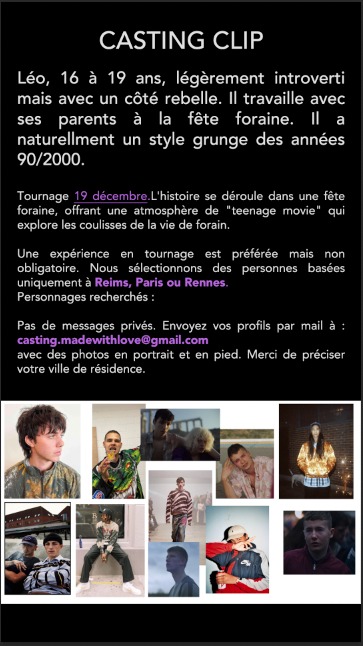 CASTING CLIP
Léo, 16 à 19 ans, légèrement introverti
mais avec un côté rebelle. Il travaille avec
ses parents à la fête foraine. Il a
naturellment un style grunge des années
90/2000.
Tournage 19 décembre.L'histoire se déroule dans une fête
foraine, offrant une atmosphère de "teenage movie" qui
explore les coulisses de la vie de forain.
Une expérience en tournage est préférée mais non
obligatoire. Nous sélectionnons des personnes basées
uniquement à Reims, Paris ou Rennes.
Personnages recherchés :
Pas de messages privés. Envoyez vos profils par mail à :
casting.madewithlove@gmail.com
avec des photos en portrait et en pied. Merci de préciser
votre ville de résidence.